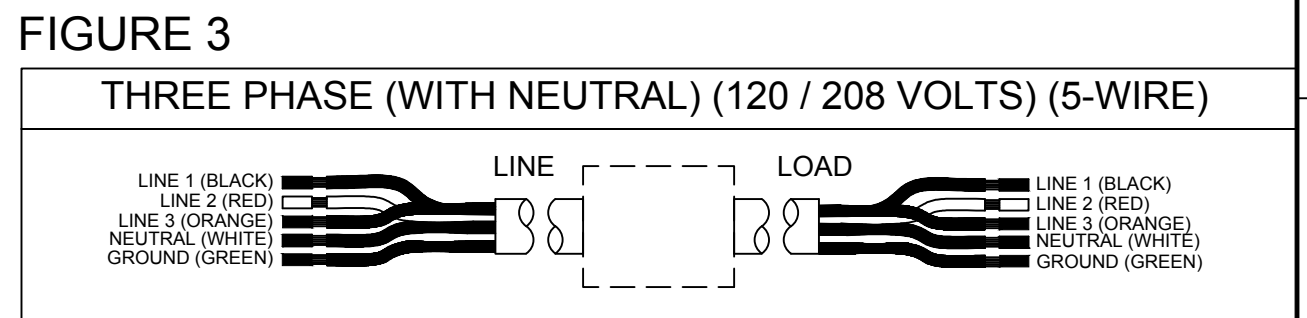 FIGURE 3
THREE PHASE (WITH NEUTRAL) (120 / 208 VOLTS) (5-WIRE)
LINE
LOAD
LINE 1 (BLACK)
LINE 2 (RED)
LINE 3 (ORANGE)
NEUTRAL (WHITE)
GROUND (GREEN)
LINE 1 (BLACK)
LINE 2 (RED)
LINE 3 (ORANGE)
NEUTRAL (WHITE)
GROUND (GREEN)